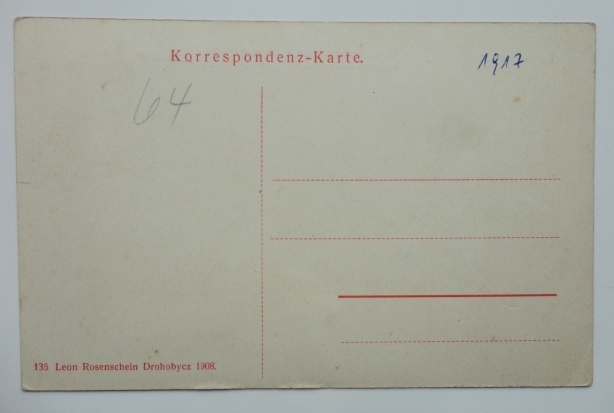 Korrespondenz-Karte.
1917
64
135 Leon Rosenschein Drohobycz 1908.